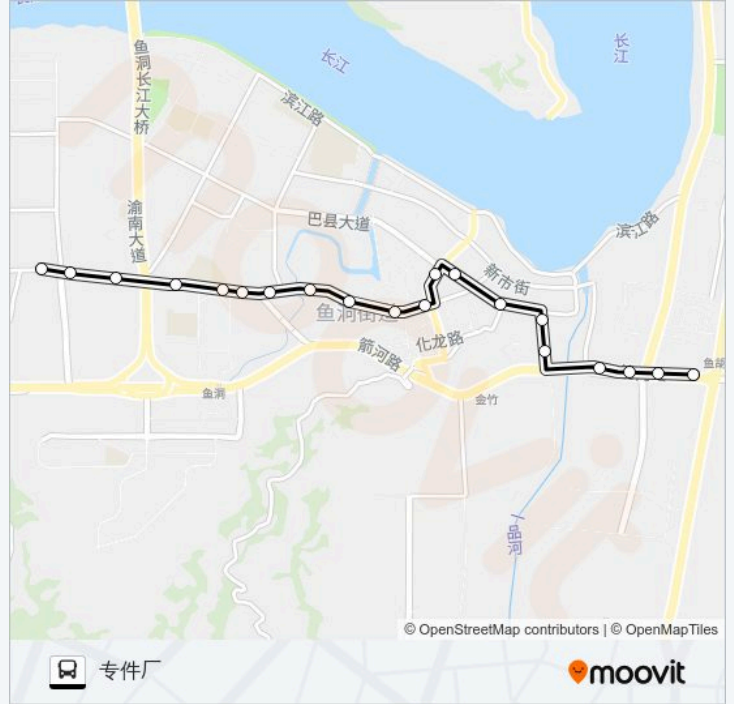 长江
长江
鱼洞长江大桥
滨江路
渝南大道
巴县大道
滨江路
新市街
鱼洞街道
化龙路
箭河路
鱼洞
金竹
鱼胡
一品河
© OpenStreetMap contributors | © OpenMapTiles
专件厂
moovit